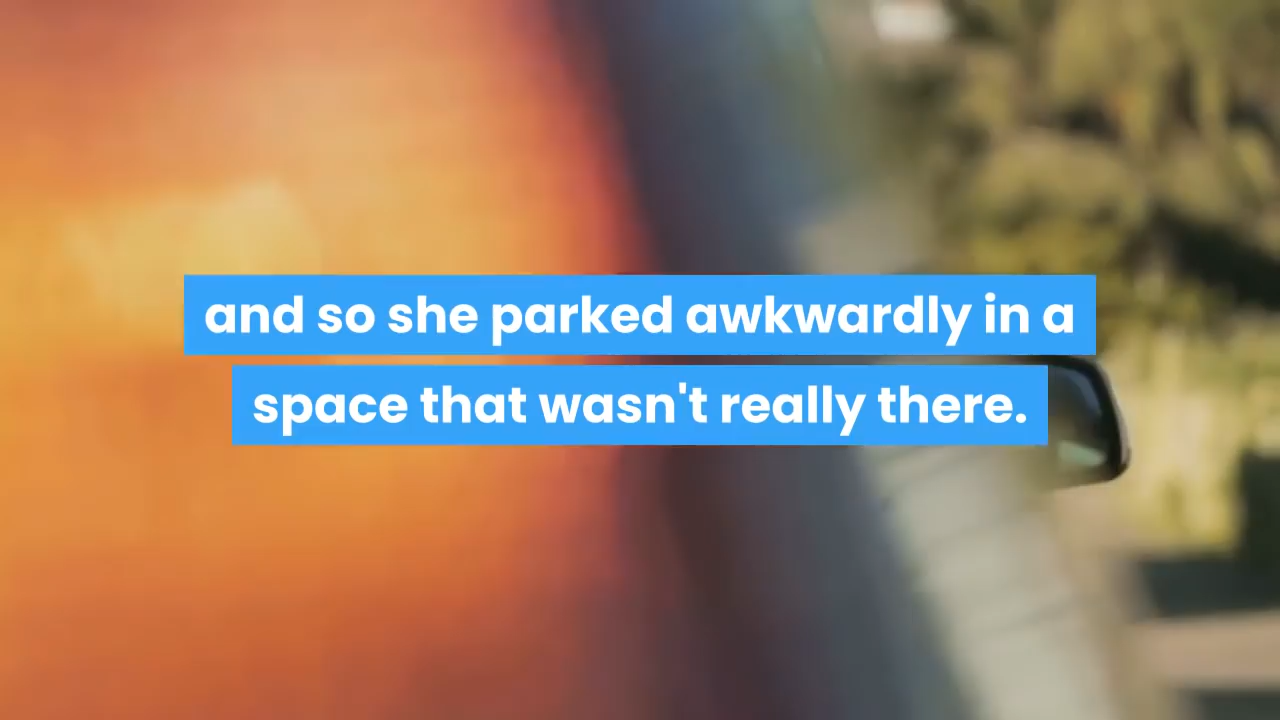 and so she parked awkwardly in a
space that wasn't really there.